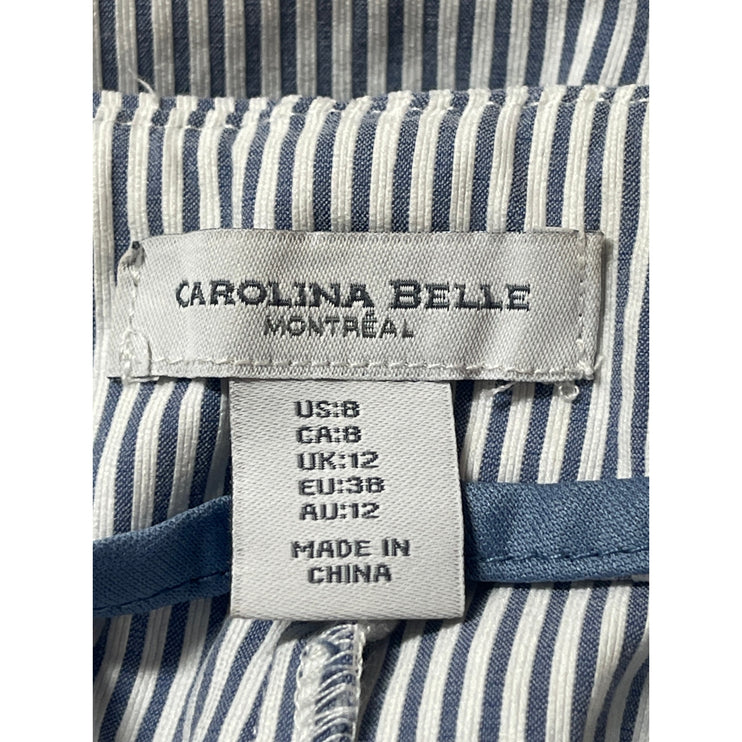 CAROLINA BELLE
MONTRÉAL
US:8
CA:8
UK:12
EU:38
AU:12
MADE IN
CHINA